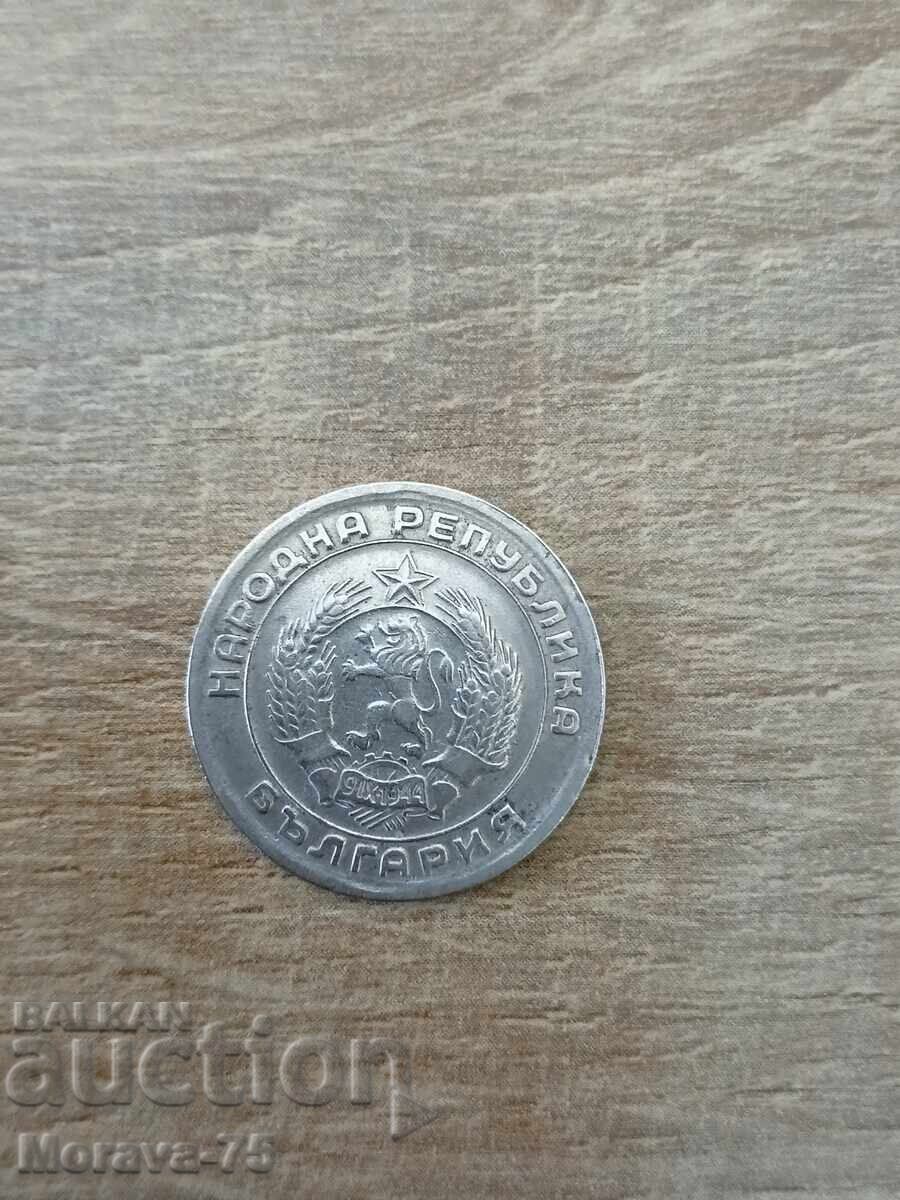 НАРОДНА РЕПУБЛИКА
9·IX·1944
БЪЛГАРИЯ
BALKAN
auction
Morava-75